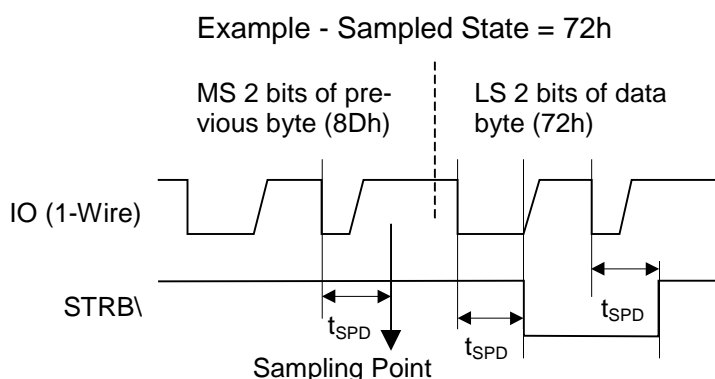 Example - Sampled State = 72h
MS 2 bits of pre-
vious byte (8Dh)
LS 2 bits of data
byte (72h)
IO (1-Wire)
STRB\
tSPD
tSPD
tSPD
Sampling Point